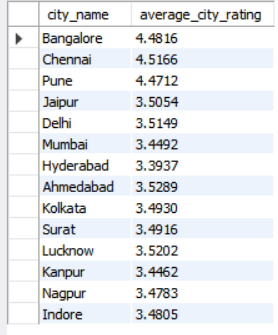 city_name average_city_rating
Bangalore 4.4816
Chennai 4.5166
Pune 4.4712
Jaipur 3.5054
Delhi 3.5149
Mumbai 3.4492
Hyderabad 3.3937
Ahmedabad 3.5289
Kolkata 3.4930
Surat 3.4916
Lucknow 3.5202
Kanpur 3.4462
Nagpur 3.4783
Indore 3.4805